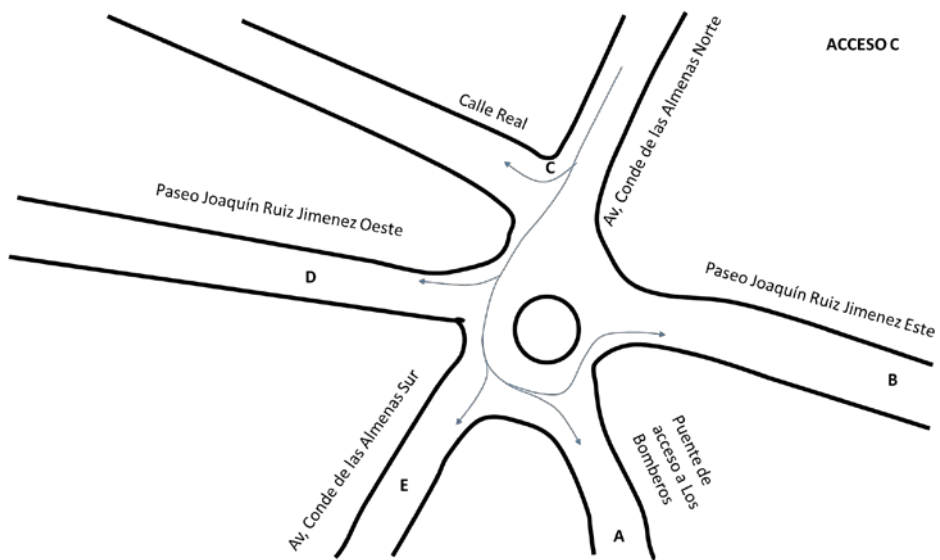 ACCESO C
Calle Real
C
Av, Conde de las Almenas Norte
Paseo Joaquín Ruiz Jimenez Oeste
D
Paseo Joaquín Ruiz Jimenez Este
B
Av, Conde de las Almenas Sur
E
Puente de
acceso a Los
Bomberos
A